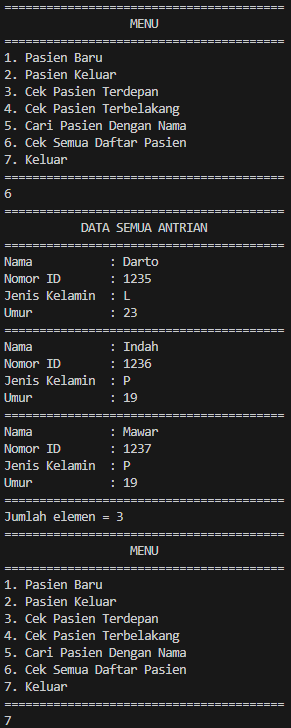 ========================================
MENU
========================================
1. Pasien Baru
2. Pasien Keluar
3. Cek Pasien Terdepan
4. Cek Pasien Terbelakang
5. Cari Pasien Dengan Nama
6. Cek Semua Daftar Pasien
7. Keluar
========================================
6
========================================
DATA SEMUA ANTRIAN
========================================
Nama : Darto
Nomor ID : 1235
Jenis Kelamin : L
Umur : 23
========================================
Nama : Indah
Nomor ID : 1236
Jenis Kelamin : P
Umur : 19
========================================
Nama : Mawar
Nomor ID : 1237
Jenis Kelamin : P
Umur : 19
========================================
Jumlah elemen = 3
========================================
MENU
========================================
1. Pasien Baru
2. Pasien Keluar
3. Cek Pasien Terdepan
4. Cek Pasien Terbelakang
5. Cari Pasien Dengan Nama
6. Cek Semua Daftar Pasien
7. Keluar
========================================
7